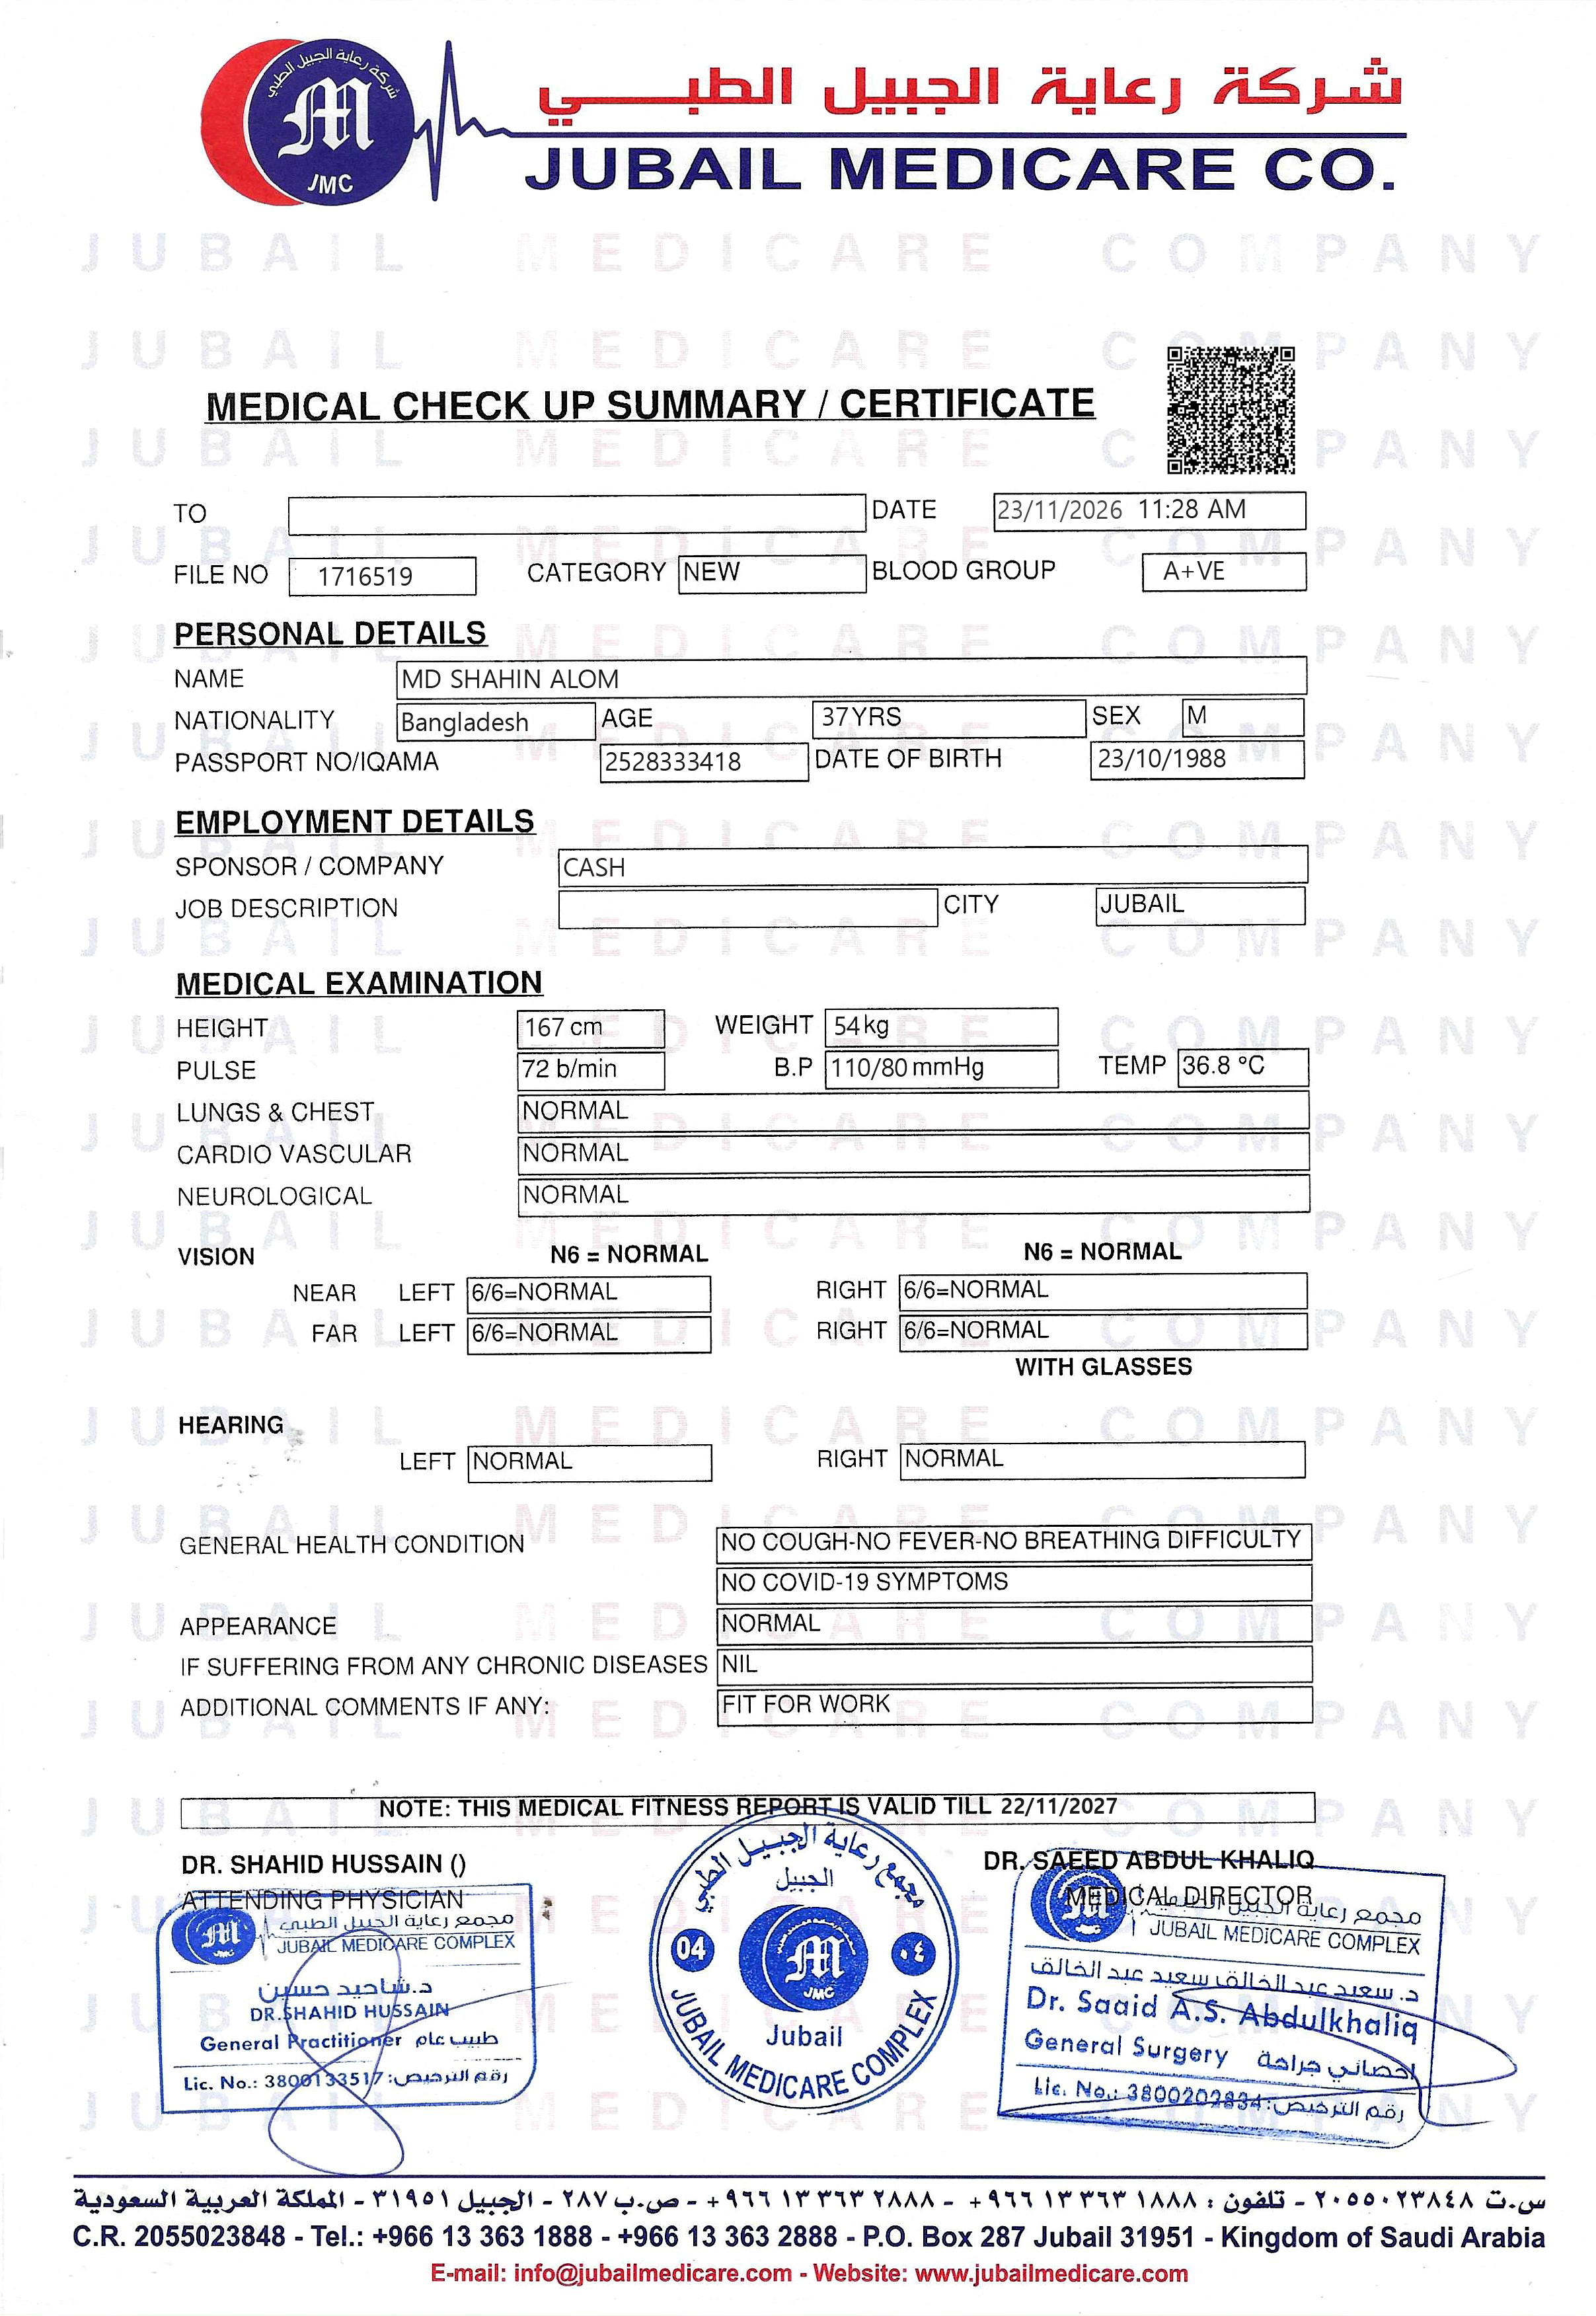 شركة رعاية الجبيل الطبي
JUBAIL MEDICARE CO.
شركة رعاية الجبيل الطبي
M
JMC
JUBAIL MEDICARE COMPANY
MEDICAL CHECK UP SUMMARY / CERTIFICATE
TO DATE 23/11/2026 11:28 AM
FILE NO 1716519 CATEGORY NEW BLOOD GROUP A+VE
PERSONAL DETAILS
NAME MD SHAHIN ALOM
NATIONALITY Bangladesh AGE 37YRS SEX M
PASSPORT NO/IQAMA 2528333418 DATE OF BIRTH 23/10/1988
EMPLOYMENT DETAILS
SPONSOR / COMPANY CASH
JOB DESCRIPTION CITY JUBAIL
MEDICAL EXAMINATION
HEIGHT 167 cm WEIGHT 54 kg
PULSE 72 b/min B.P 110/80 mmHg TEMP 36.8 °C
LUNGS & CHEST NORMAL
CARDIO VASCULAR NORMAL
NEUROLOGICAL NORMAL
VISION N6 = NORMAL N6 = NORMAL
NEAR LEFT 6/6=NORMAL RIGHT 6/6=NORMAL
FAR LEFT 6/6=NORMAL RIGHT 6/6=NORMAL
WITH GLASSES
HEARING
LEFT NORMAL RIGHT NORMAL
GENERAL HEALTH CONDITION NO COUGH-NO FEVER-NO BREATHING DIFFICULTY
NO COVID-19 SYMPTOMS
APPEARANCE NORMAL
IF SUFFERING FROM ANY CHRONIC DISEASES NIL
ADDITIONAL COMMENTS IF ANY: FIT FOR WORK
NOTE: THIS MEDICAL FITNESS REPORT IS VALID TILL 22/11/2027
DR. SHAHID HUSSAIN () DR. SAEED ABDUL KHALIQ
ATTENDING PHYSICIAN MEDICAL DIRECTOR
مجمع رعاية الجبيل الطبي
JUBAIL MEDICARE COMPLEX
د.شاهيد حسين
DR.SHAHID HUSSAIN
General Practitioner طبيب عام
Lic. No.: 3800133517 :رقم الترخيص
مجمع رعاية الجبيل الطبي
الجبيل
04 M ٠٤
JMC
Jubail
JUBAIL MEDICARE COMPLEX
مجمع رعاية الجبيل الطبي
JUBAIL MEDICARE COMPLEX
د. سعيد عبد الخالق سعيد عبد الخالق
Dr. Saaid A.S. Abdulkhaliq
General Surgery اخصائي جراحة
Lic. No.: 3800202834 :رقم الترخيص
س.ت ٢٠٥٥٠٢٣٨٤٨ - تلفون : ١٨٨٨ ٣٦٣ ١٣ ٩٦٦+ - ٢٨٨٨ ٣٦٣ ١٣ ٩٦٦+ - ص.ب ٢٨٧ - الجبيل ٣١٩٥١ - المملكة العربية السعودية
C.R. 2055023848 - Tel.: +966 13 363 1888 - +966 13 363 2888 - P.O. Box 287 Jubail 31951 - Kingdom of Saudi Arabia
E-mail: info@jubailmedicare.com - Website: www.jubailmedicare.com